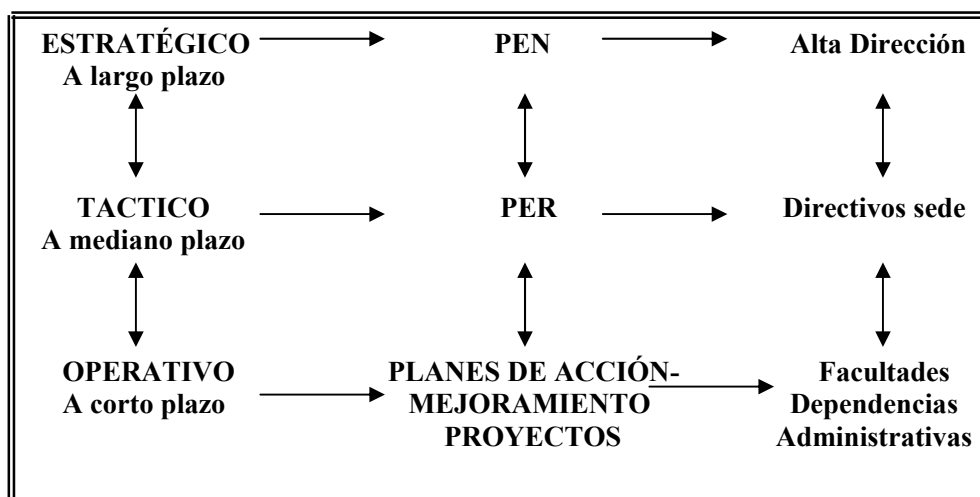 ESTRATÉGICO PEN Alta Dirección
A largo plazo
TACTICO PER Directivos sede
A mediano plazo
OPERATIVO PLANES DE ACCIÓN- Facultades
A corto plazo MEJORAMIENTO Dependencias
PROYECTOS Administrativas